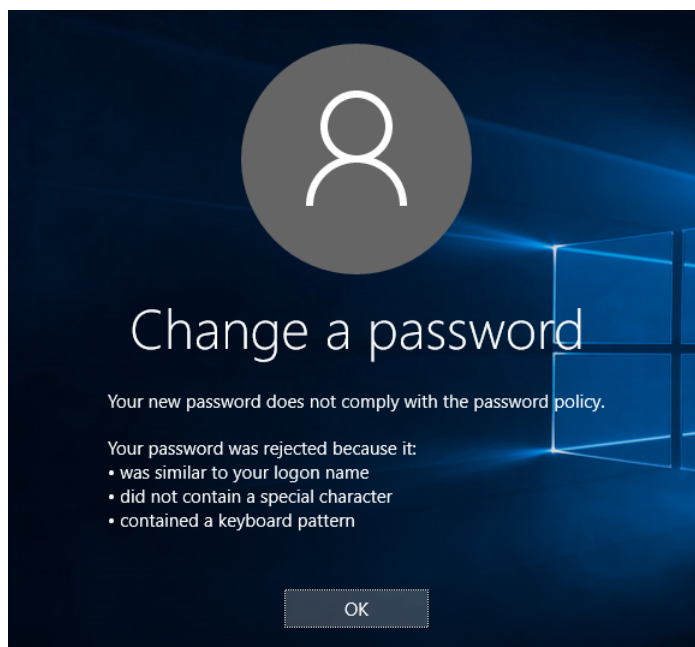 Change a password
Your new password does not comply with the password policy.
Your password was rejected because it:
• was similar to your logon name
• did not contain a special character
• contained a keyboard pattern
OK